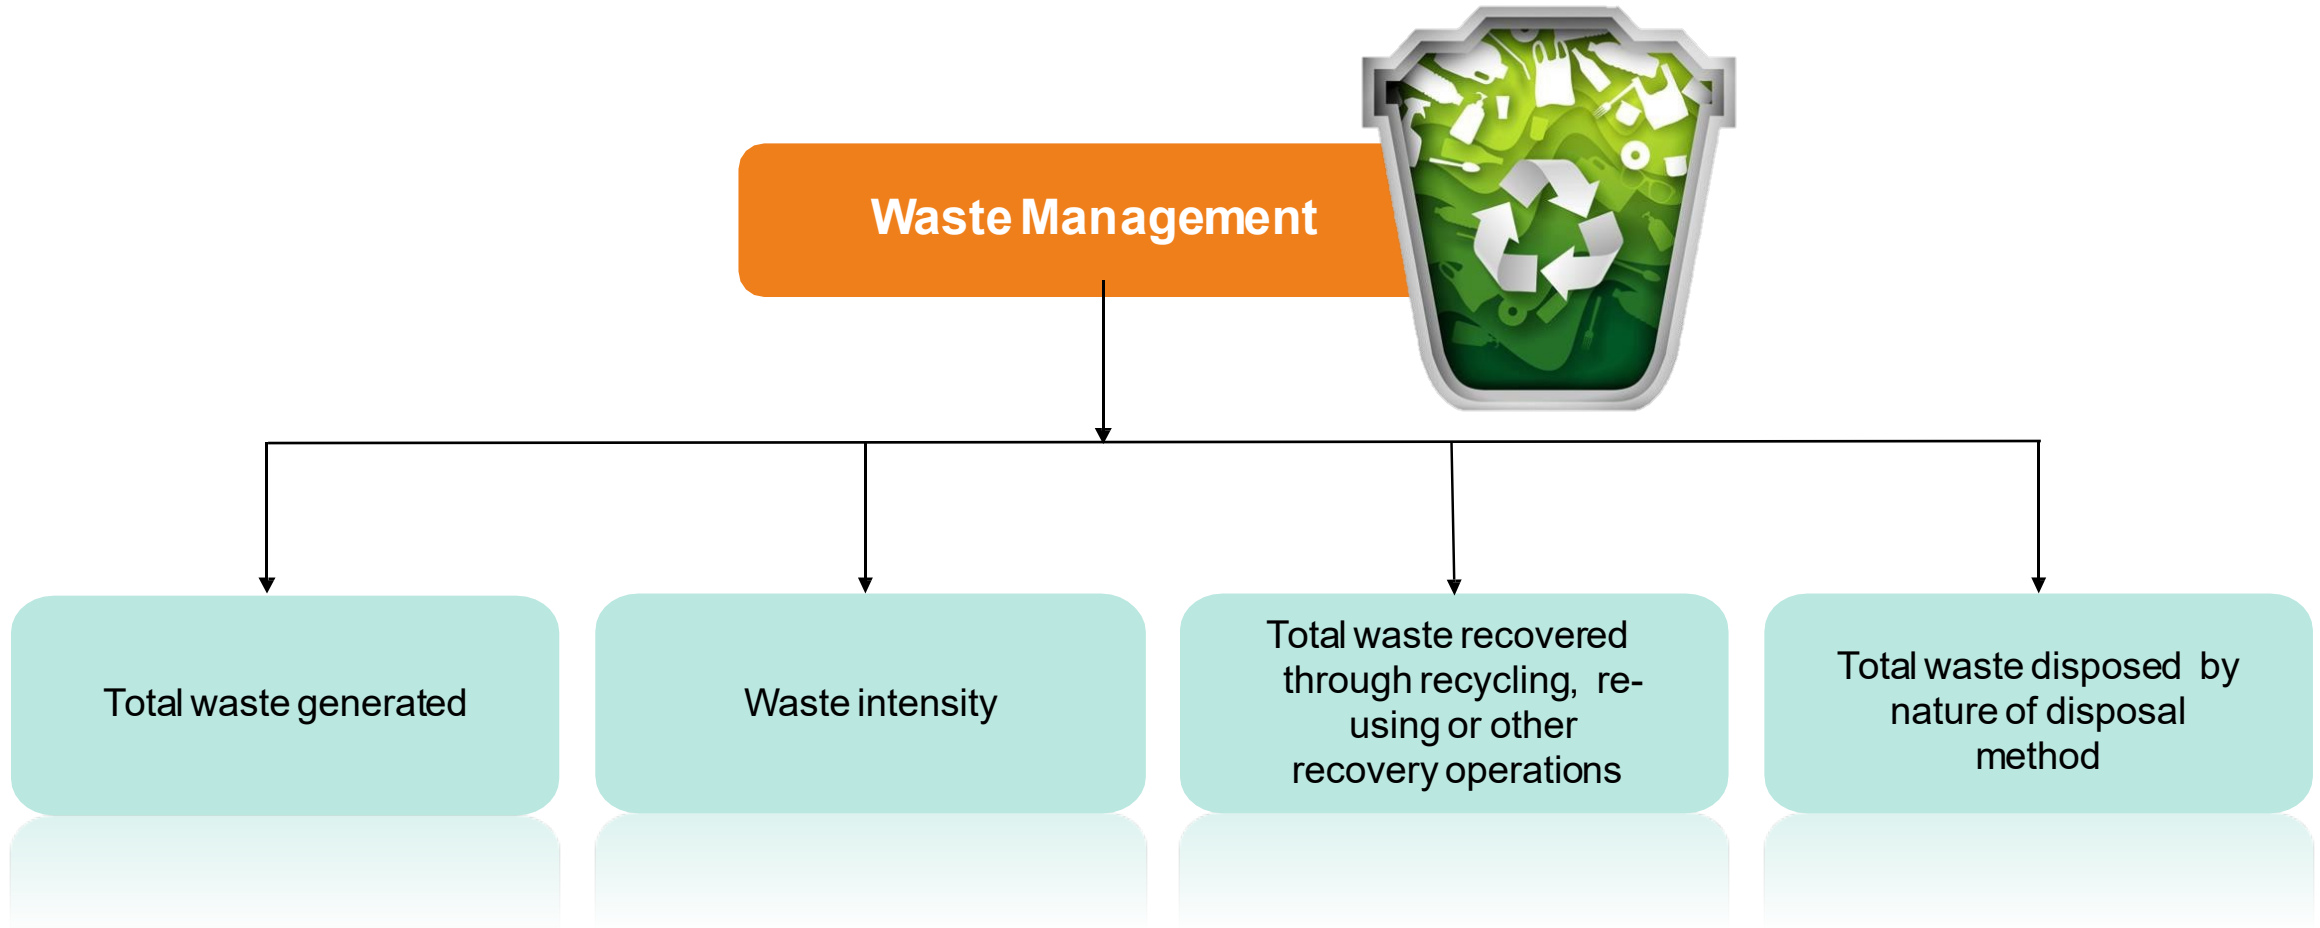 Waste Management
Total waste generated
Waste intensity
Total waste recovered
through recycling, re-
using or other
recovery operations
Total waste disposed by
nature of disposal
method